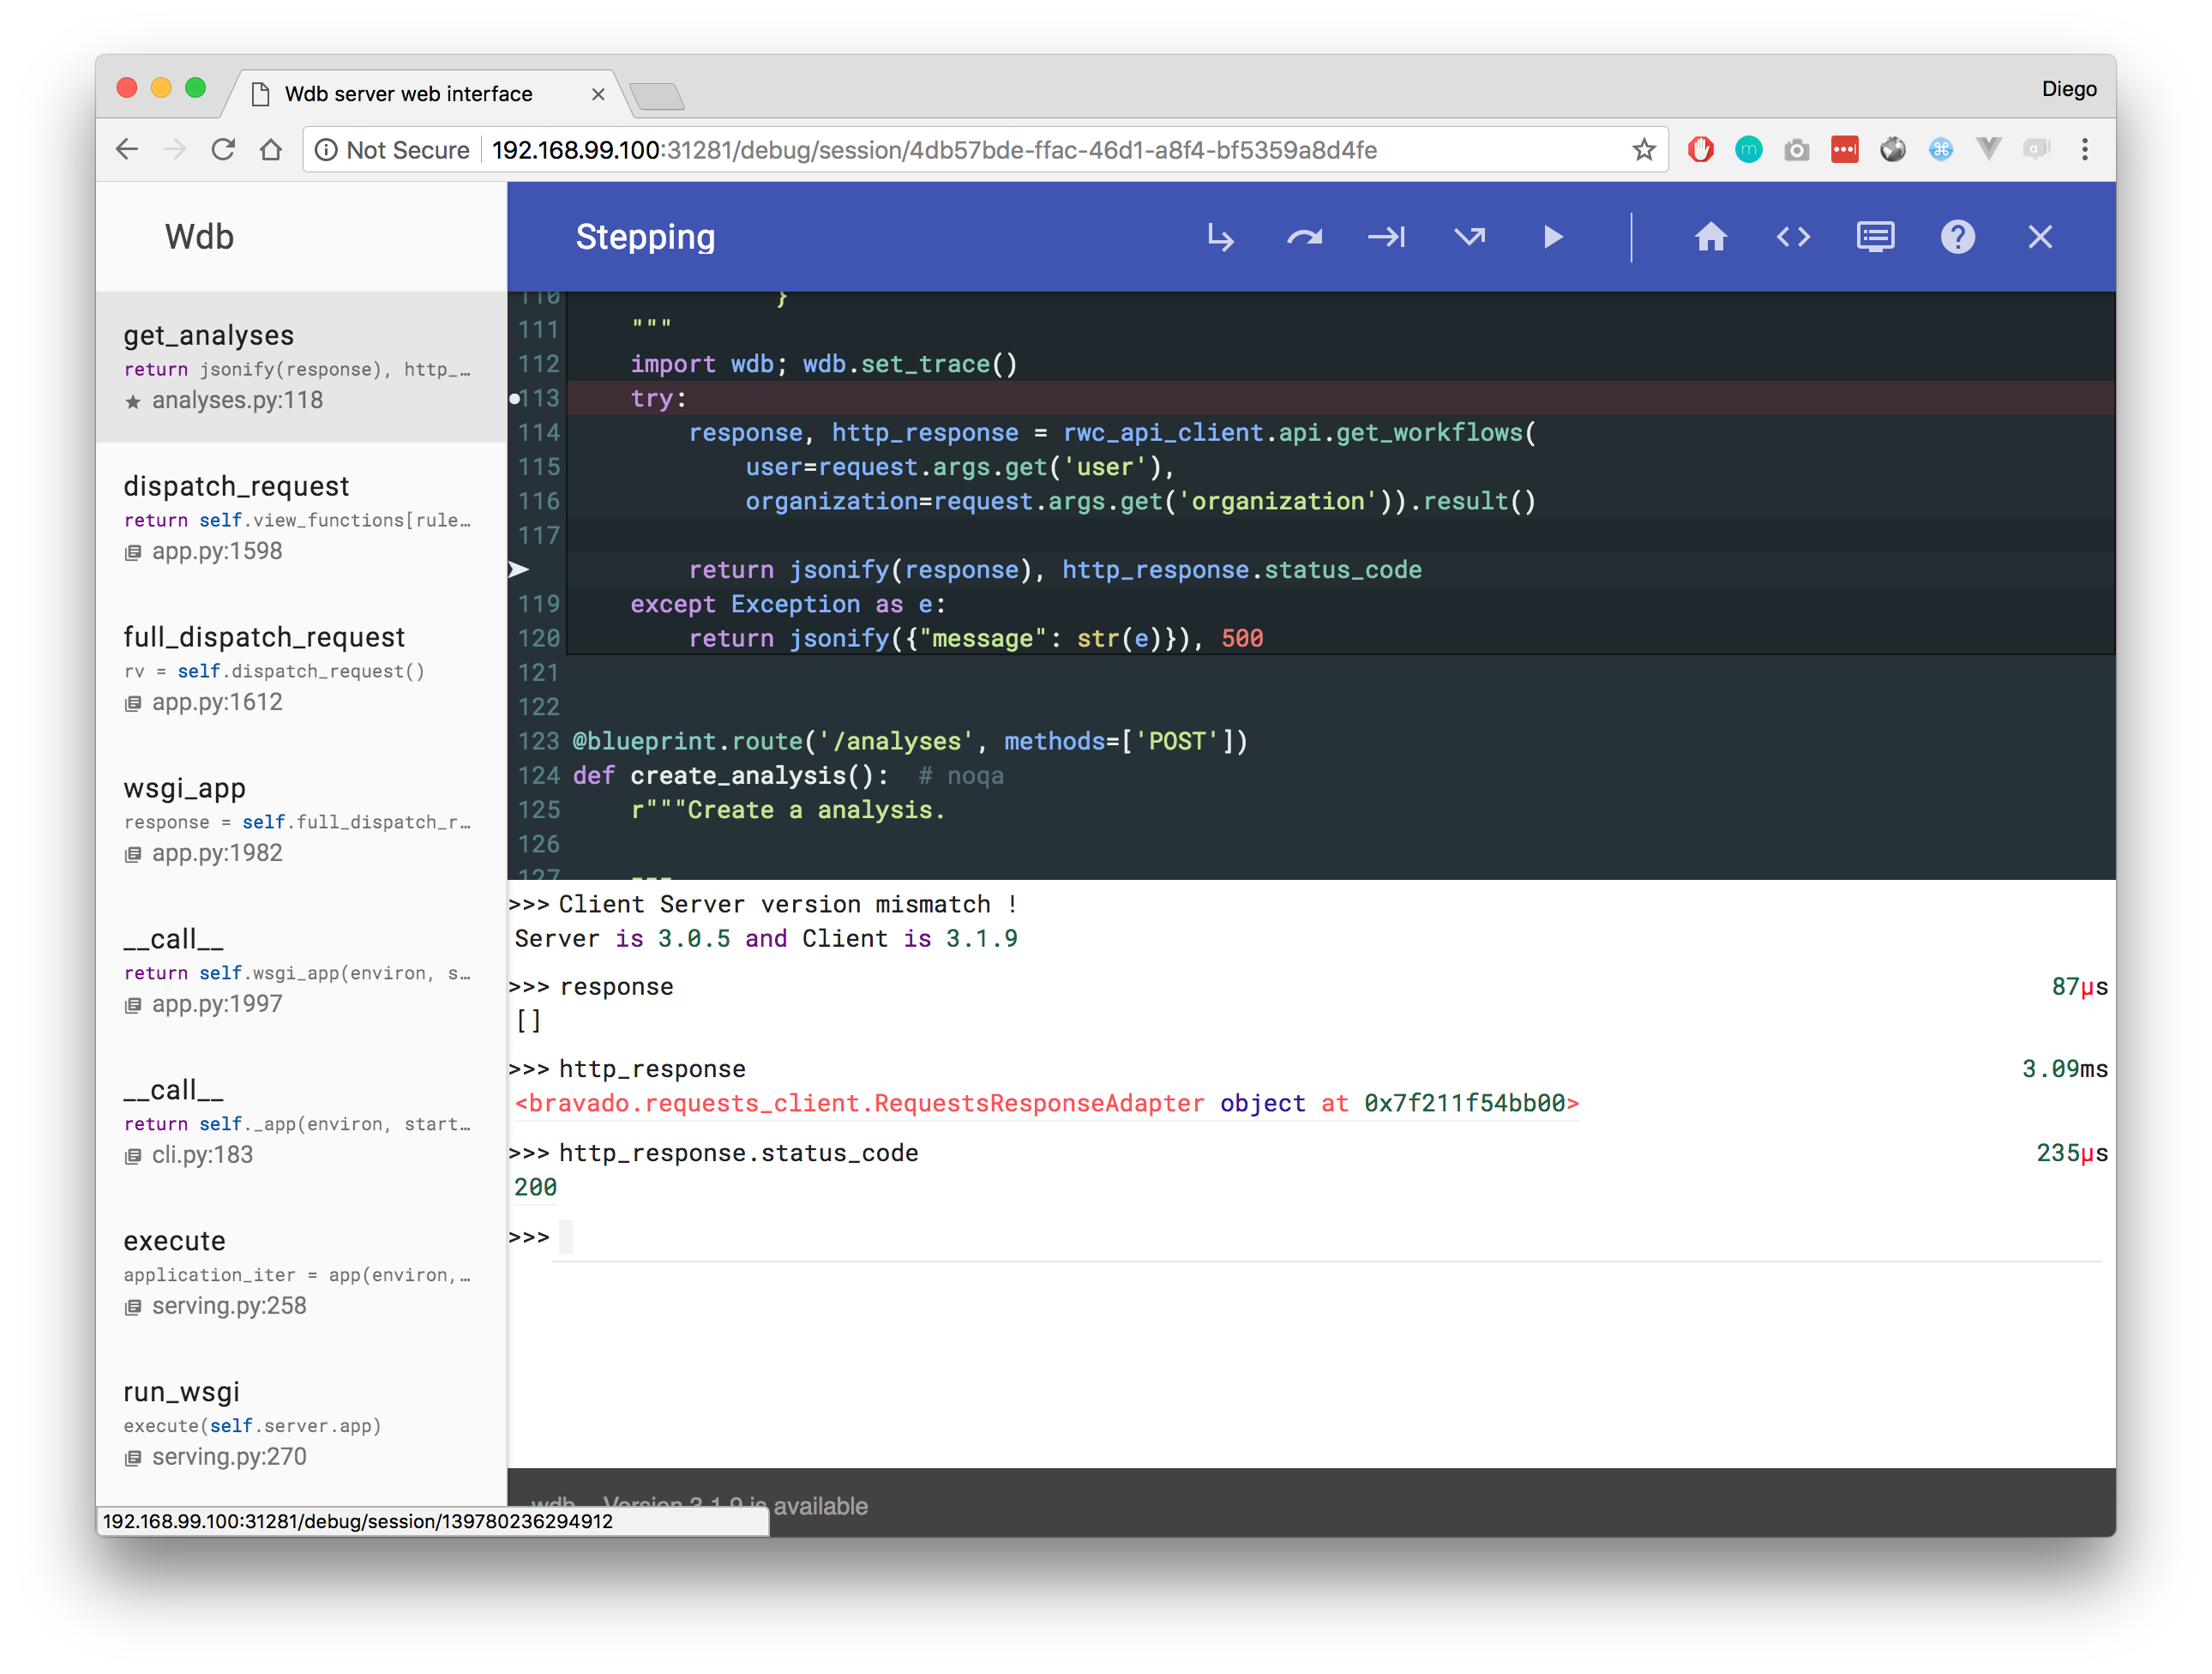 Wdb server web interface
Diego
Not Secure 192.168.99.100:31281/debug/session/4db57bde-ffac-46d1-a8f4-bf5359a8d4fe
Wdb
Stepping
get_analyses
return jsonify(response), http_…
analyses.py:118
dispatch_request
return self.view_functions[rule…
app.py:1598
full_dispatch_request
rv = self.dispatch_request()
app.py:1612
wsgi_app
response = self.full_dispatch_r…
app.py:1982
__call__
return self.wsgi_app(environ, s…
app.py:1997
__call__
return self._app(environ, start…
cli.py:183
execute
application_iter = app(environ,…
serving.py:258
run_wsgi
execute(self.server.app)
serving.py:270
110 }
111 """
112 import wdb; wdb.set_trace()
113 try:
114 response, http_response = rwc_api_client.api.get_workflows(
115 user=request.args.get('user'),
116 organization=request.args.get('organization')).result()
117
return jsonify(response), http_response.status_code
119 except Exception as e:
120 return jsonify({"message": str(e)}), 500
121
122
123 @blueprint.route('/analyses', methods=['POST'])
124 def create_analysis():  # noqa
125 r"""Create a analysis.
126
127 ---
>>> Client Server version mismatch !
Server is 3.0.5 and Client is 3.1.9
>>> response 87µs
[]
>>> http_response 3.09ms
<bravado.requests_client.RequestsResponseAdapter object at 0x7f211f54bb00>
>>> http_response.status_code 235µs
200
>>>
wdb Version 3.1.9 is available
192.168.99.100:31281/debug/session/139780236294912